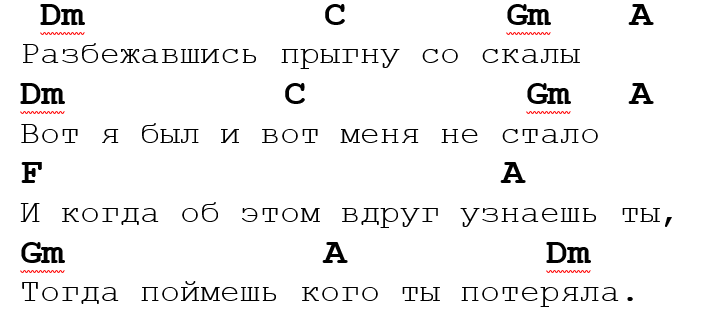 Dm C Gm A
Разбежавшись прыгну со скалы
Dm C Gm A
Вот я был и вот меня не стало
F A
И когда об этом вдруг узнаешь ты,
Gm A Dm
Тогда поймешь кого ты потеряла.